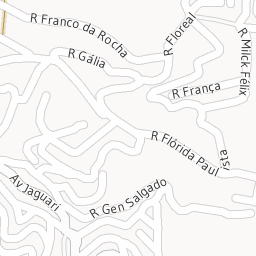 R Franco da Rocha
R Floreal
R Milck Félix
R Gália
R França
R Flórida Paul
ista
Av Jaguari
R Gen Salgado